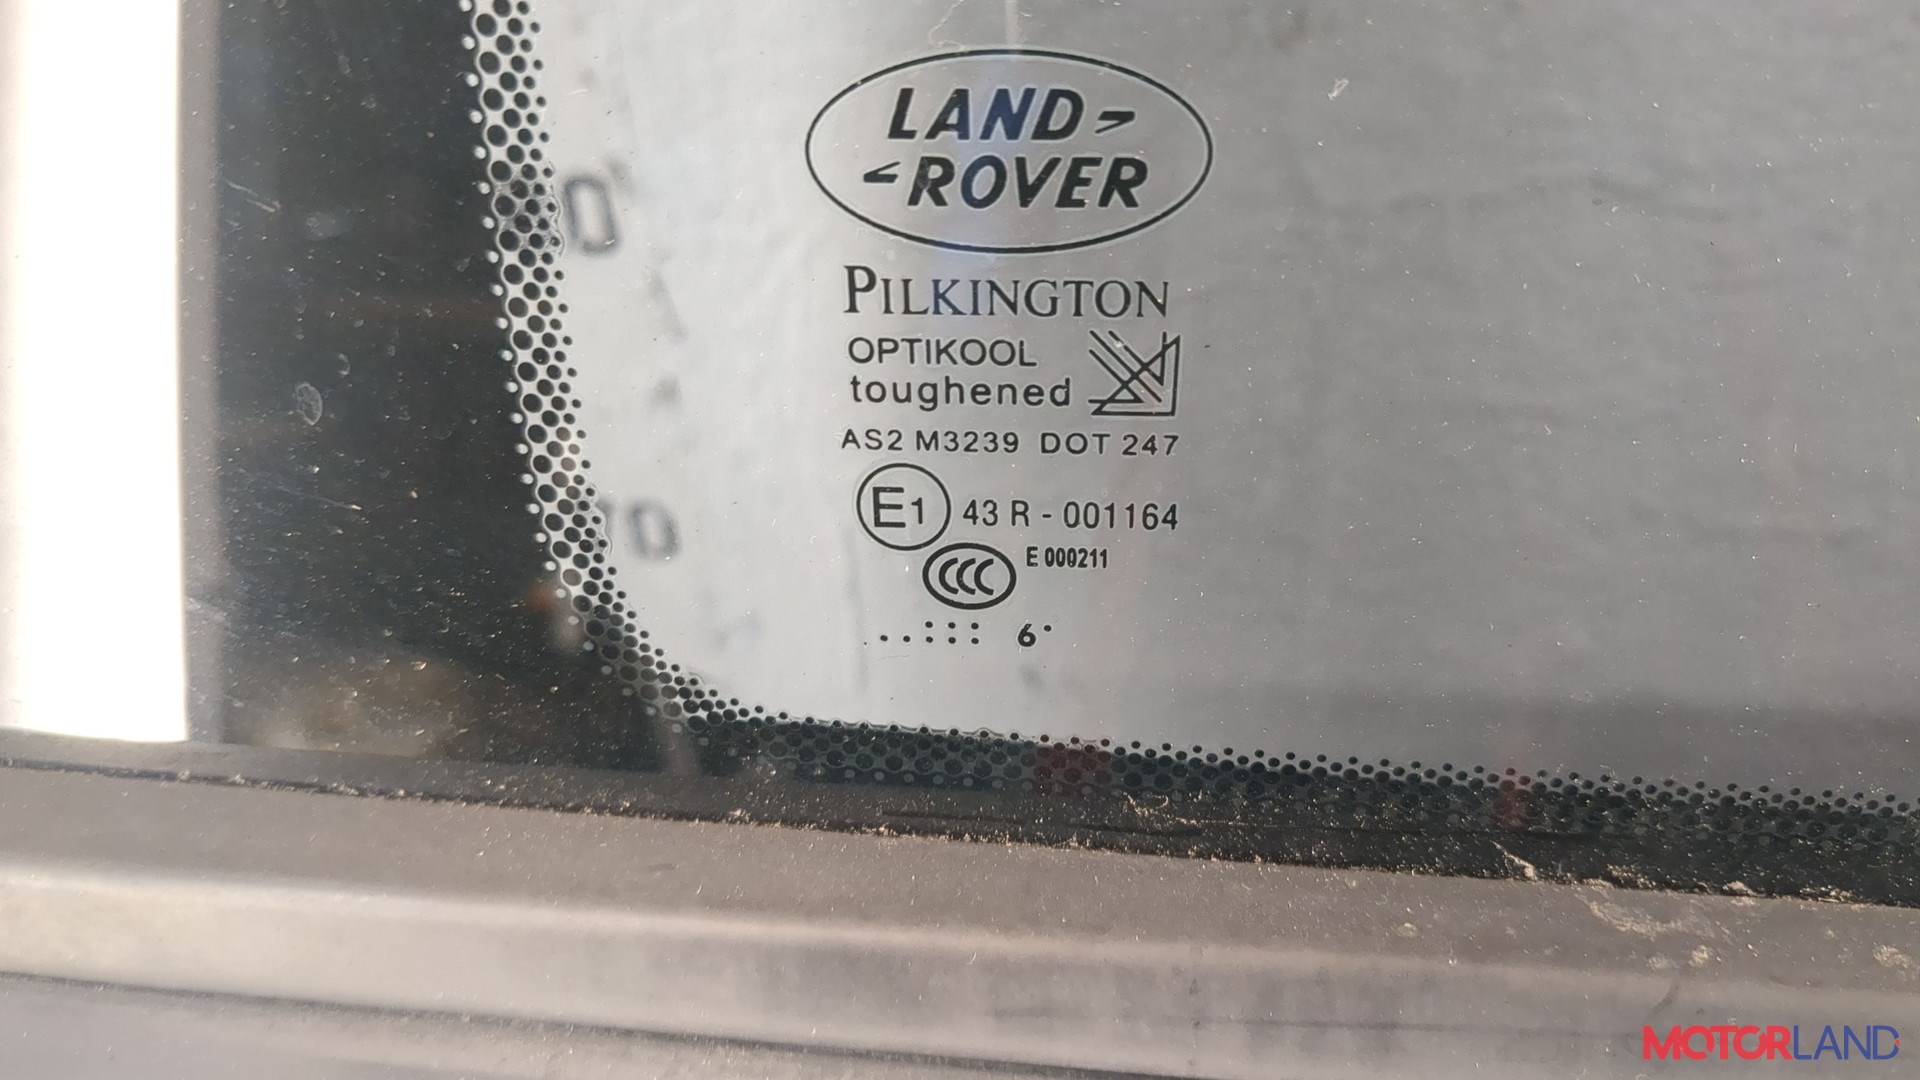 LAND
ROVER
PILKINGTON
OPTIKOOL
toughened
AS2 M3239 DOT 247
E1 43 R - 001164
CCC E 000211
..::: 6·
MOTORLAND